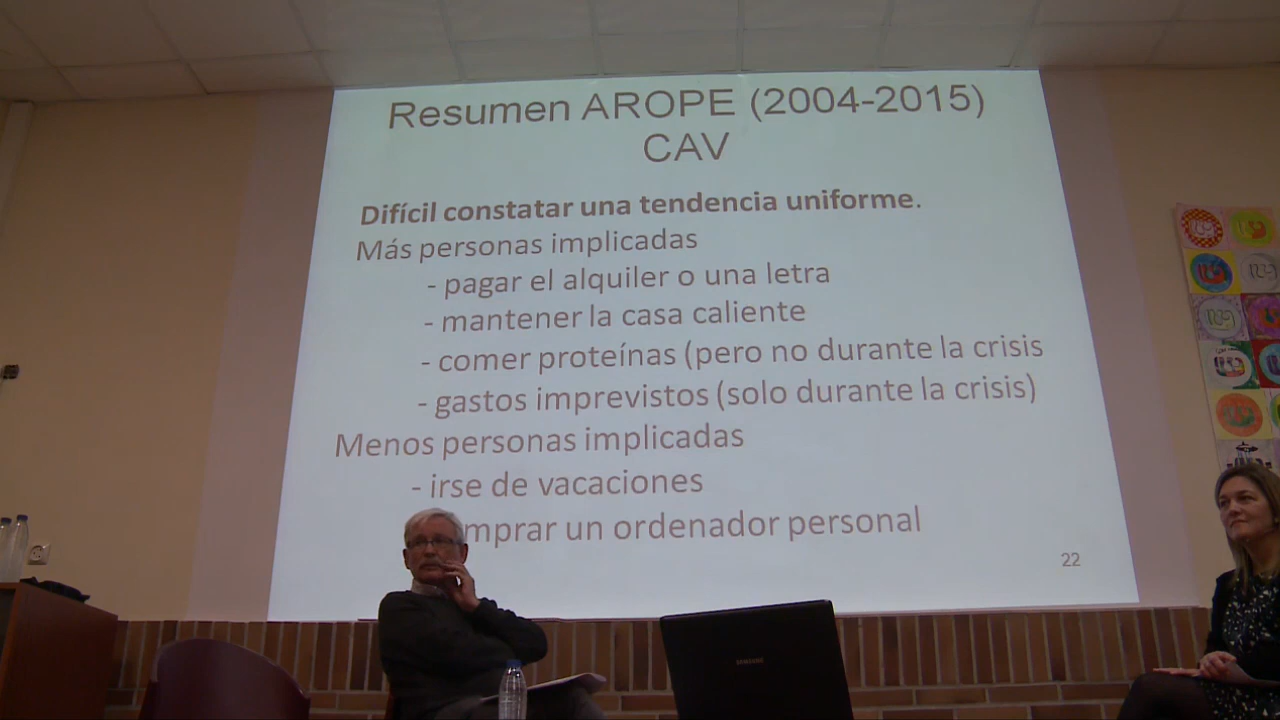 Resumen AROPE (2004-2015)
CAV
Difícil constatar una tendencia uniforme.
Más personas implicadas
- pagar el alquiler o una letra
- mantener la casa caliente
- comer proteínas (pero no durante la crisis
- gastos imprevistos (solo durante la crisis)
Menos personas implicadas
- irse de vacaciones
un ordenador personal
22
SAMSUNG